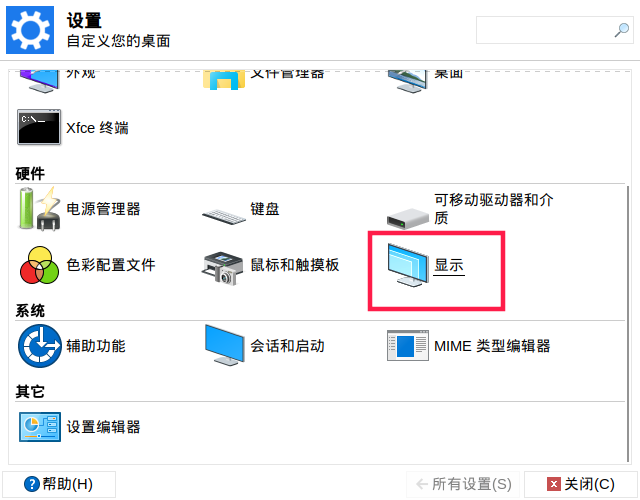 设置
自定义您的桌面
外观
文件管理器
桌面
Xfce 终端
硬件
电源管理器
键盘
可移动驱动器和介
质
色彩配置文件
鼠标和触摸板
显示
系统
辅助功能
会话和启动
MIME 类型编辑器
其它
设置编辑器
帮助(H)
所有设置(S)
关闭(C)